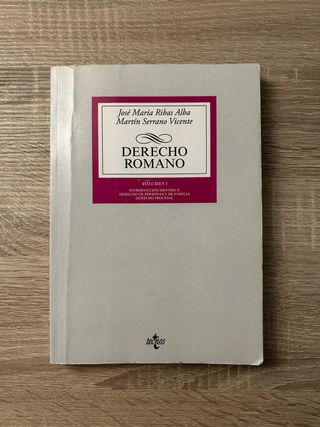 José María Ribas Alba
Martín Serrano Vicente
DERECHO
ROMANO
VOLUMEN I
INTRODUCCIÓN HISTÓRICA
DERECHO DE PERSONAS Y DE FAMILIA
DERECHO PROCESAL
tecnos